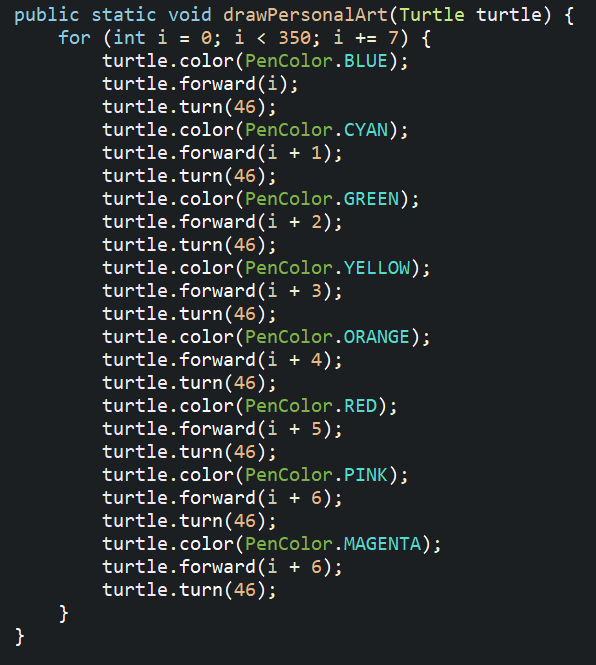 public static void drawPersonalArt(Turtle turtle) {
    for (int i = 0; i < 350; i += 7) {
        turtle.color(PenColor.BLUE);
        turtle.forward(i);
        turtle.turn(46);
        turtle.color(PenColor.CYAN);
        turtle.forward(i + 1);
        turtle.turn(46);
        turtle.color(PenColor.GREEN);
        turtle.forward(i + 2);
        turtle.turn(46);
        turtle.color(PenColor.YELLOW);
        turtle.forward(i + 3);
        turtle.turn(46);
        turtle.color(PenColor.ORANGE);
        turtle.forward(i + 4);
        turtle.turn(46);
        turtle.color(PenColor.RED);
        turtle.forward(i + 5);
        turtle.turn(46);
        turtle.color(PenColor.PINK);
        turtle.forward(i + 6);
        turtle.turn(46);
        turtle.color(PenColor.MAGENTA);
        turtle.forward(i + 6);
        turtle.turn(46);
    }
}